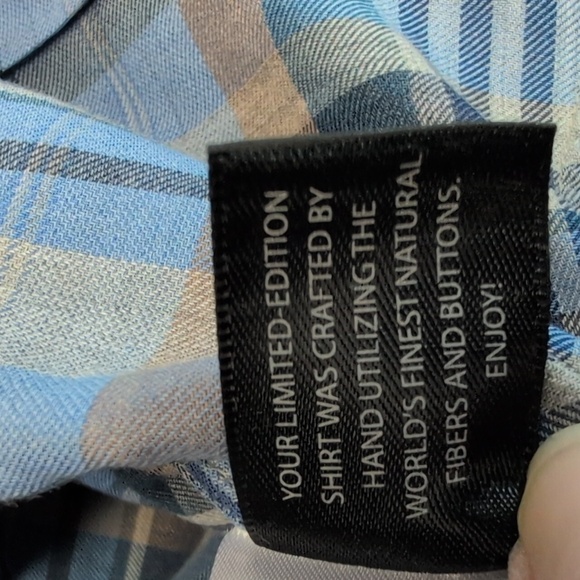 YOUR LIMITED-EDITION
SHIRT WAS CRAFTED BY
HAND UTILIZING THE
WORLD'S FINEST NATURAL
FIBERS AND BUTTONS.
ENJOY!